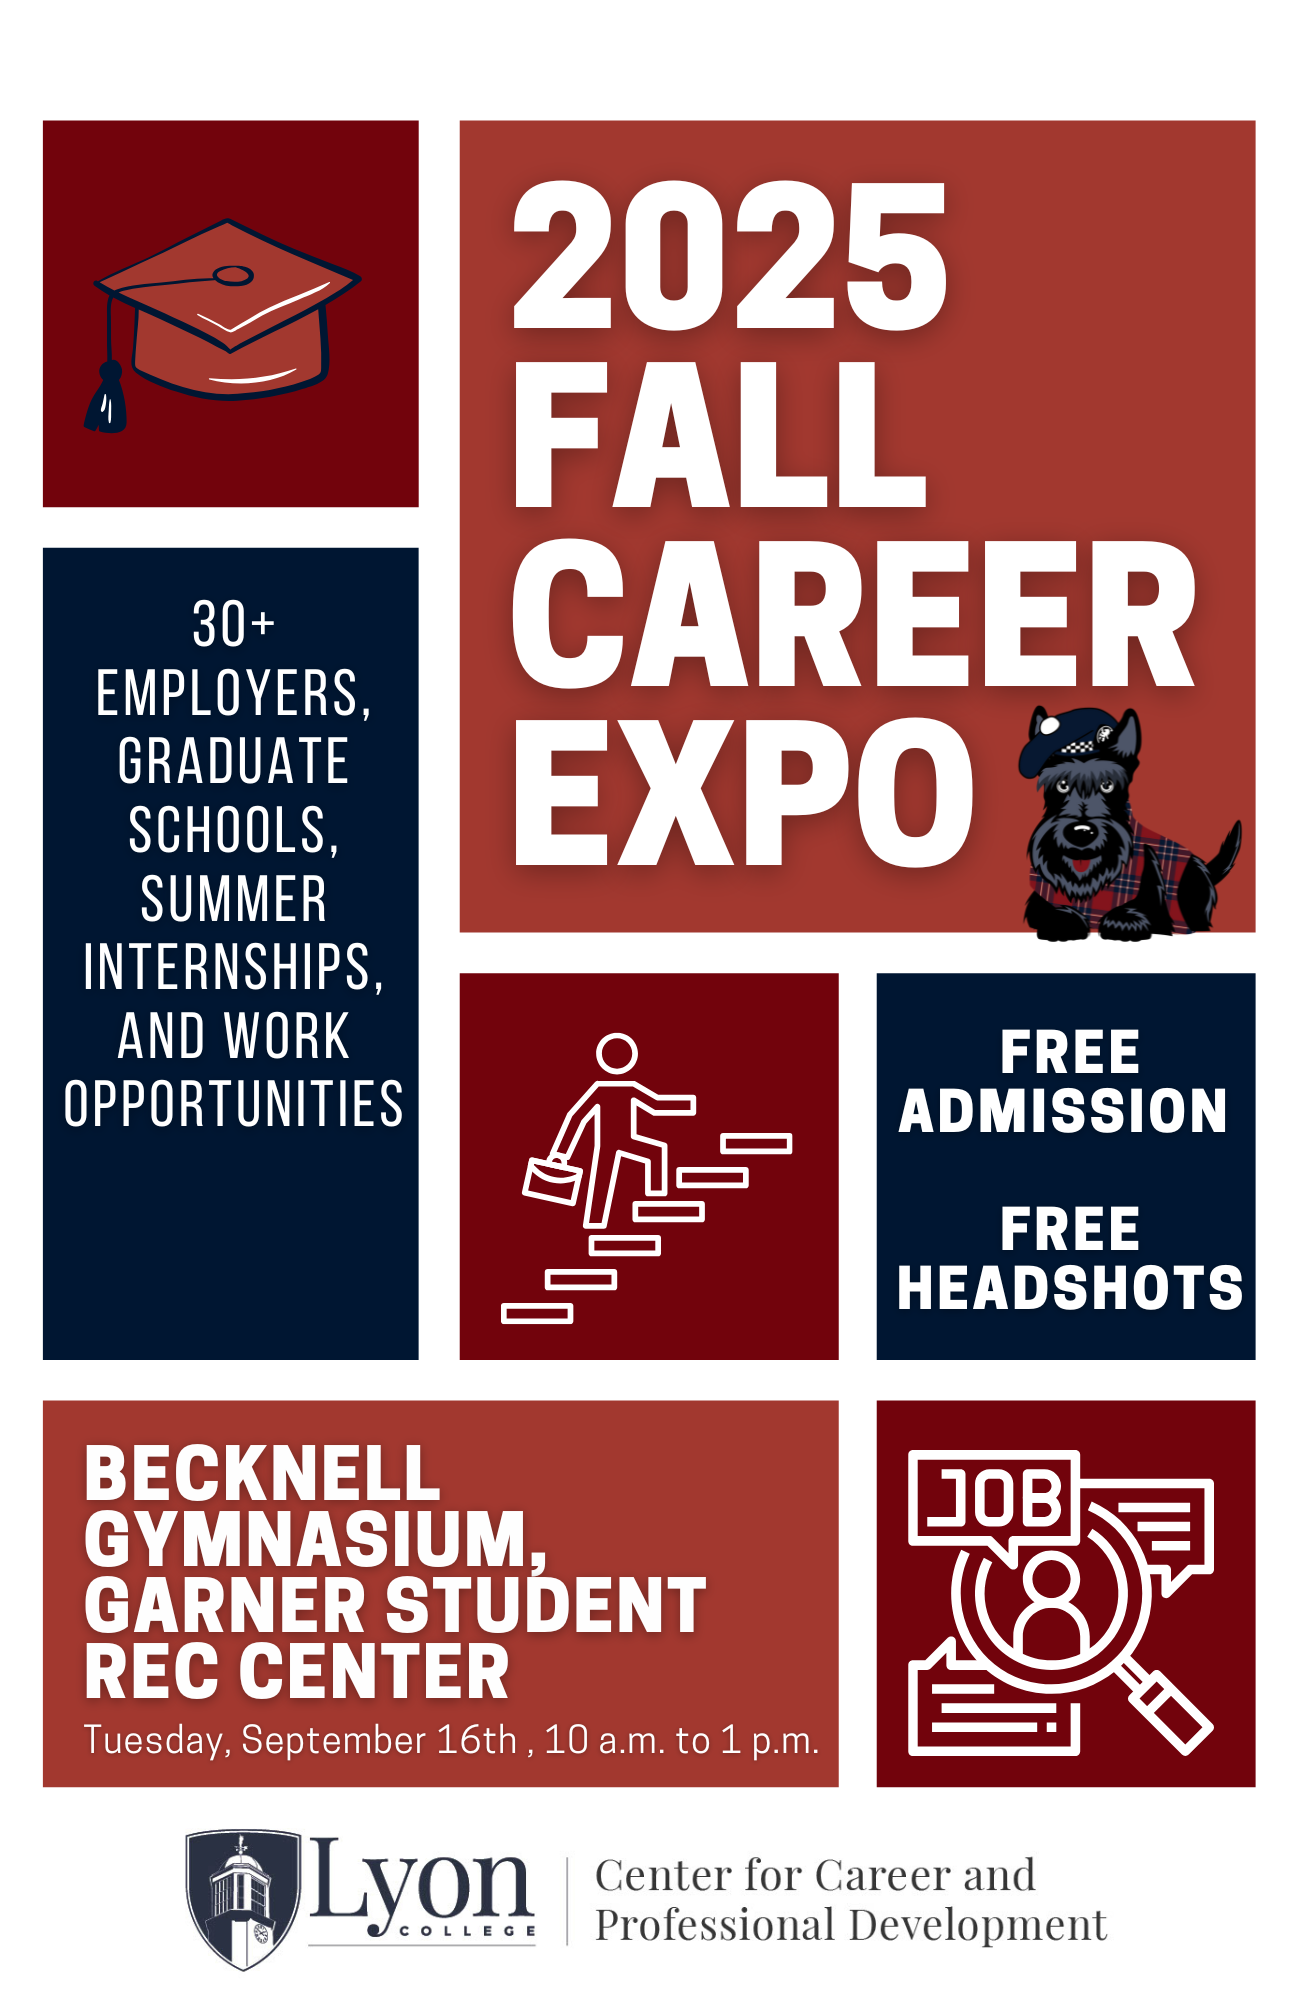 2025
FALL
CAREER
EXPO
30+
EMPLOYERS,
GRADUATE
SCHOOLS,
SUMMER
INTERNSHIPS,
AND WORK
OPPORTUNITIES
FREE
ADMISSION
FREE
HEADSHOTS
BECKNELL
GYMNASIUM,
GARNER STUDENT
REC CENTER
Tuesday, September 16th , 10 a.m. to 1 p.m.
JOB
Lyon
COLLEGE
Center for Career and
Professional Development